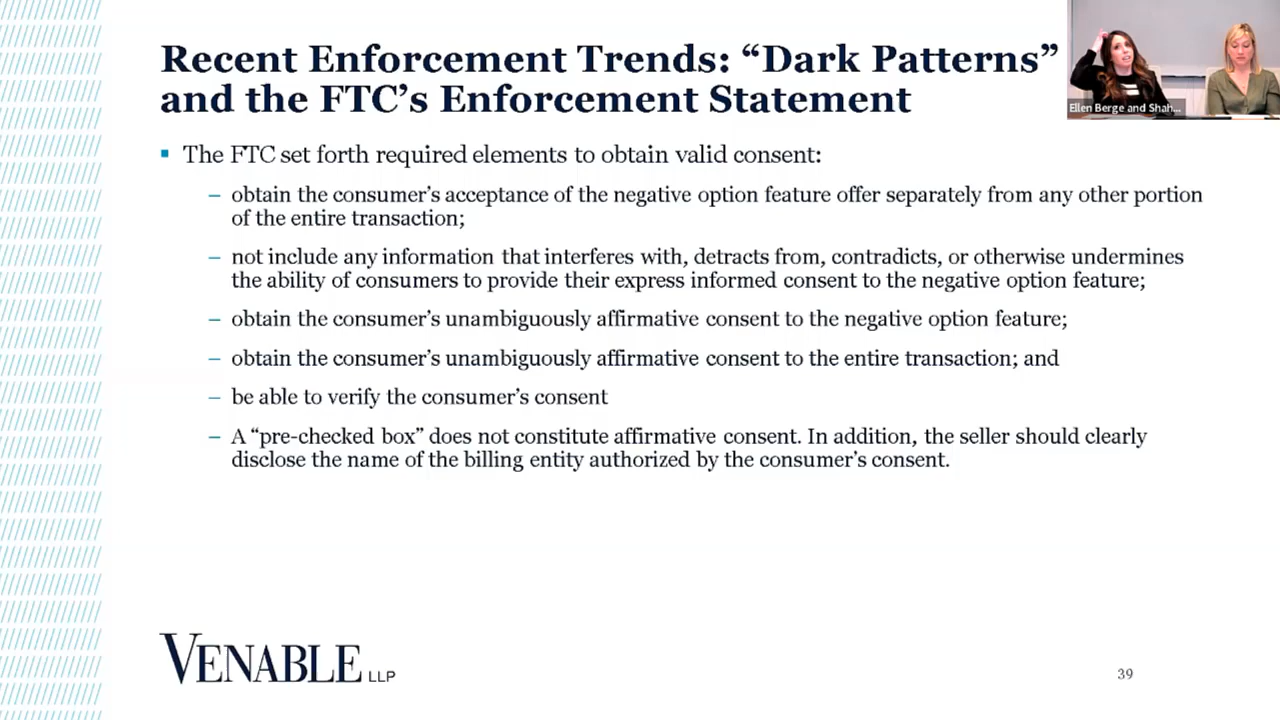 Recent Enforcement Trends: “Dark Patterns”
and the FTC’s Enforcement Statement
Ellen Berge and Shah...
▪ The FTC set forth required elements to obtain valid consent:
– obtain the consumer’s acceptance of the negative option feature offer separately from any other portion
of the entire transaction;
– not include any information that interferes with, detracts from, contradicts, or otherwise undermines
the ability of consumers to provide their express informed consent to the negative option feature;
– obtain the consumer’s unambiguously affirmative consent to the negative option feature;
– obtain the consumer’s unambiguously affirmative consent to the entire transaction; and
– be able to verify the consumer’s consent
– A “pre-checked box” does not constitute affirmative consent. In addition, the seller should clearly
disclose the name of the billing entity authorized by the consumer’s consent.
VENABLE LLP
39